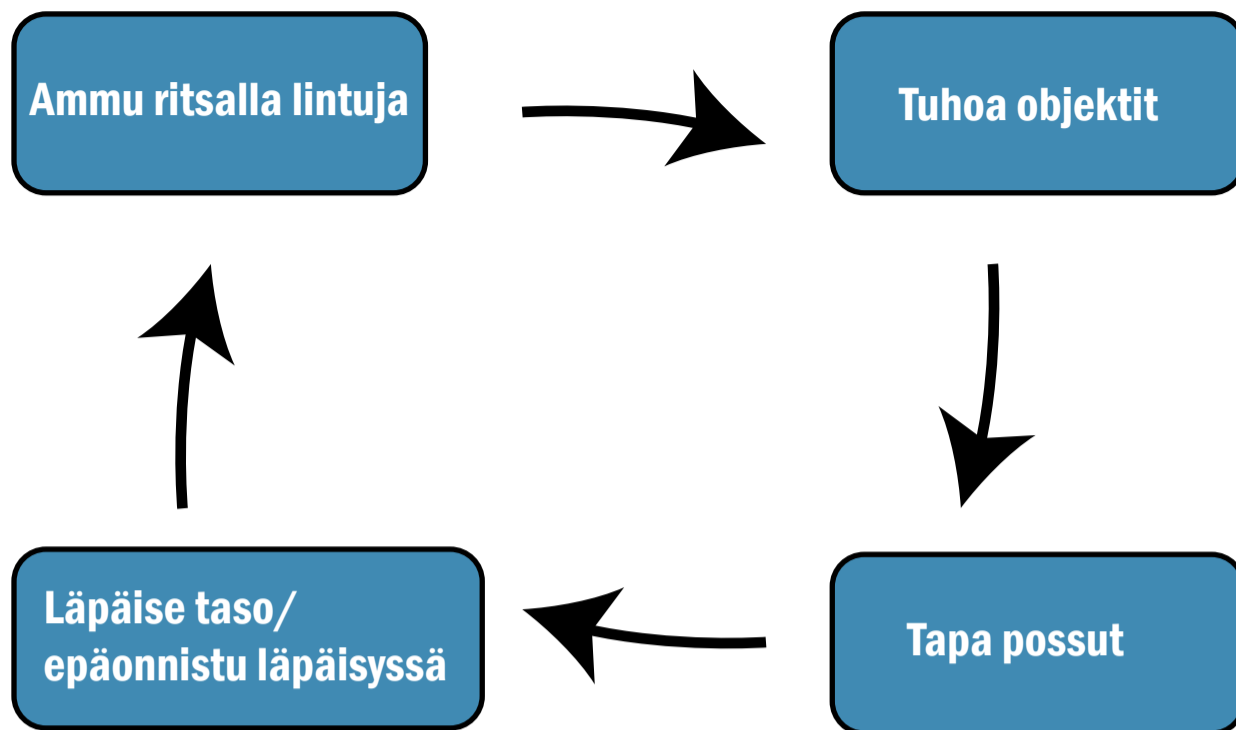 Ammu ritsalla lintuja
Tuhoa objektit
Läpäise taso/
epäonnistu läpäisyssä
Tapa possut